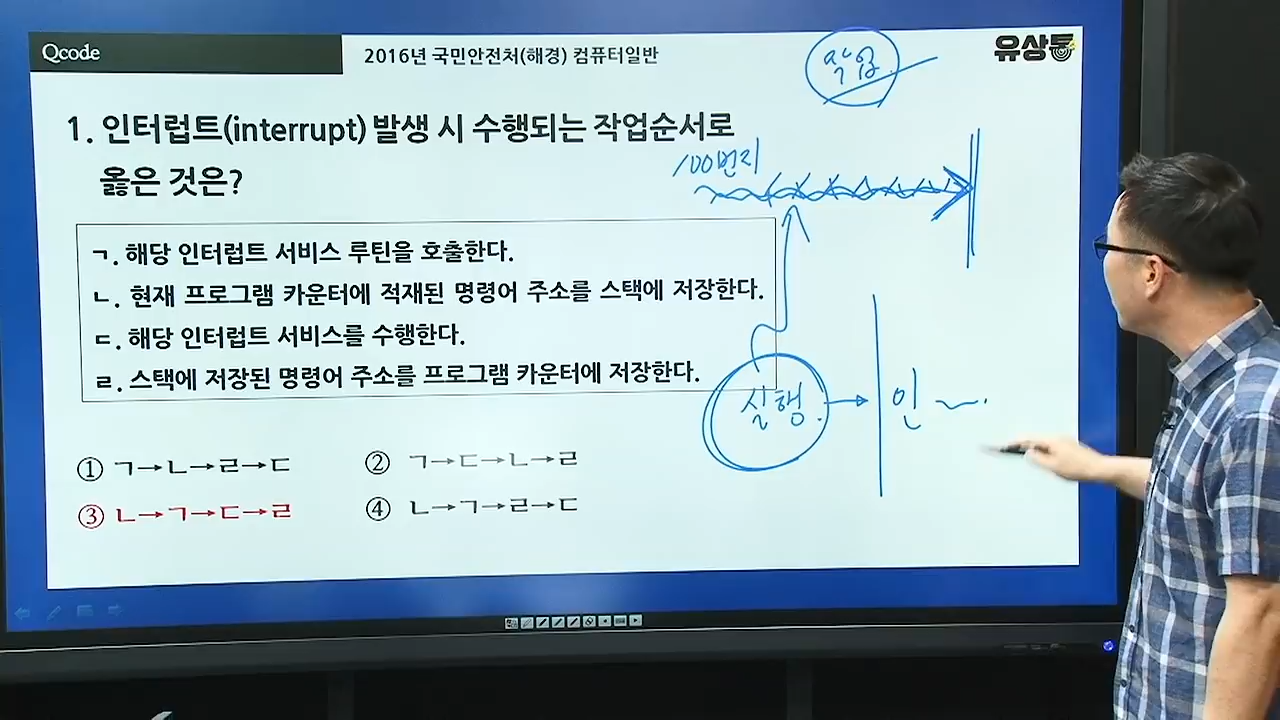 Qcode
2016년 국민안전처(해경) 컴퓨터일반
유상통
작업
1. 인터럽트(interrupt) 발생 시 수행되는 작업순서로
옳은 것은?
100번지
ㄱ. 해당 인터럽트 서비스 루틴을 호출한다.
ㄴ. 현재 프로그램 카운터에 적재된 명령어 주소를 스택에 저장한다.
ㄷ. 해당 인터럽트 서비스를 수행한다.
ㄹ. 스택에 저장된 명령어 주소를 프로그램 카운터에 저장한다.
실행
인
① ㄱ→ㄴ→ㄹ→ㄷ
② ㄱ→ㄷ→ㄴ→ㄹ
③ ㄴ→ㄱ→ㄷ→ㄹ
④ ㄴ→ㄱ→ㄹ→ㄷ